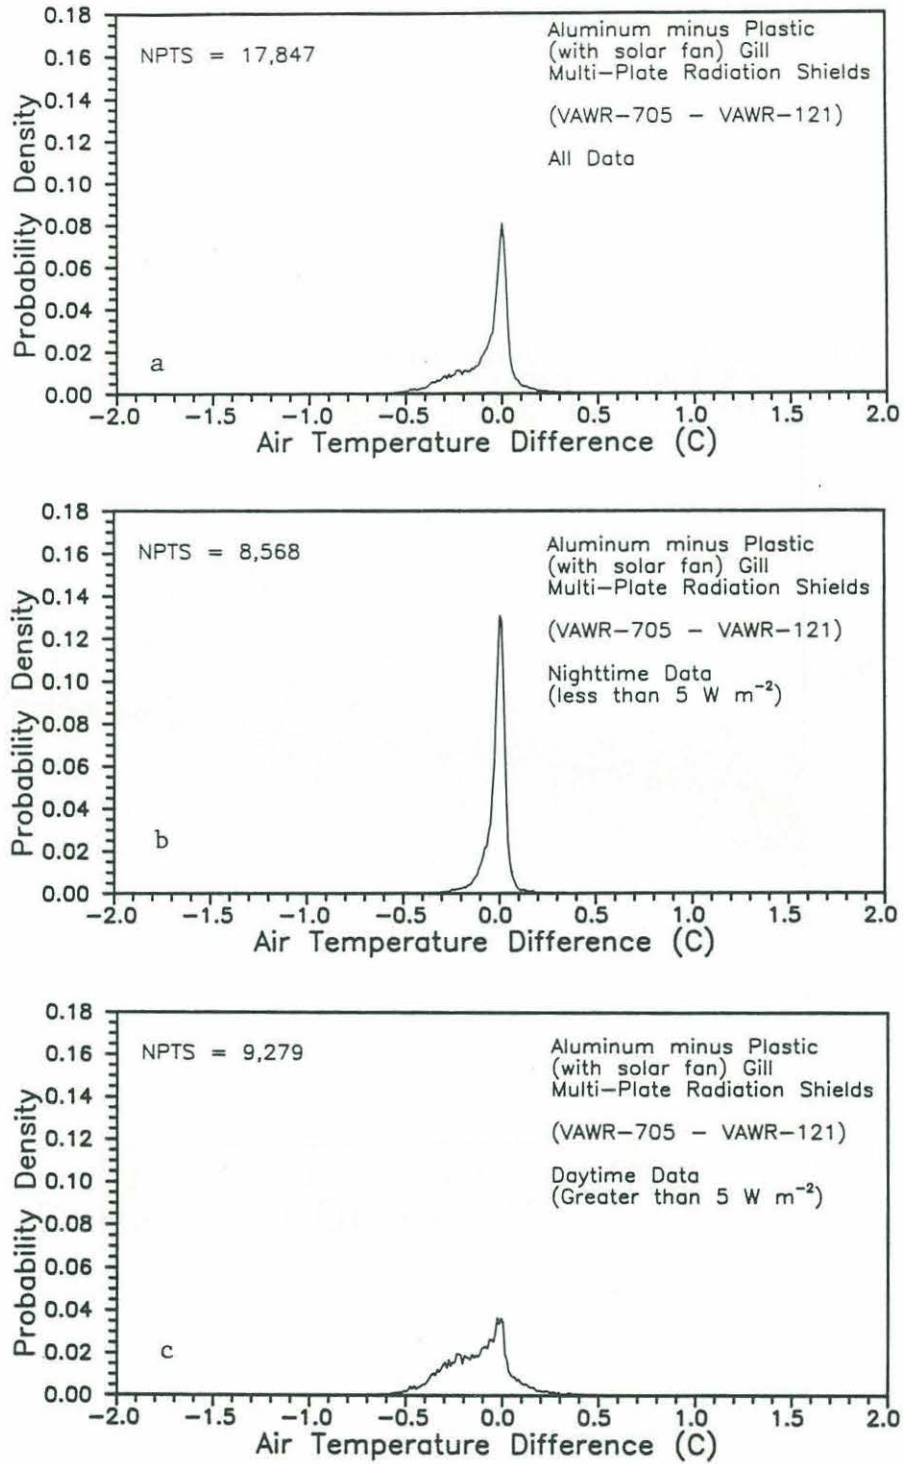 0.18
0.16
0.14
0.12
0.10
0.08
0.06
0.04
0.02
0.00
Probability Density
NPTS = 17,847
Aluminum minus Plastic
(with solar fan) Gill
Multi-Plate Radiation Shields
(VAWR-705 - VAWR-121)
All Data
a
-2.0 -1.5 -1.0 -0.5 0.0 0.5 1.0 1.5 2.0
Air Temperature Difference (C)
0.18
0.16
0.14
0.12
0.10
0.08
0.06
0.04
0.02
0.00
Probability Density
NPTS = 8,568
Aluminum minus Plastic
(with solar fan) Gill
Multi-Plate Radiation Shields
(VAWR-705 - VAWR-121)
Nighttime Data
(less than 5 W m⁻²)
b
-2.0 -1.5 -1.0 -0.5 0.0 0.5 1.0 1.5 2.0
Air Temperature Difference (C)
0.18
0.16
0.14
0.12
0.10
0.08
0.06
0.04
0.02
0.00
Probability Density
NPTS = 9,279
Aluminum minus Plastic
(with solar fan) Gill
Multi-Plate Radiation Shields
(VAWR-705 - VAWR-121)
Daytime Data
(Greater than 5 W m⁻²)
c
-2.0 -1.5 -1.0 -0.5 0.0 0.5 1.0 1.5 2.0
Air Temperature Difference (C)